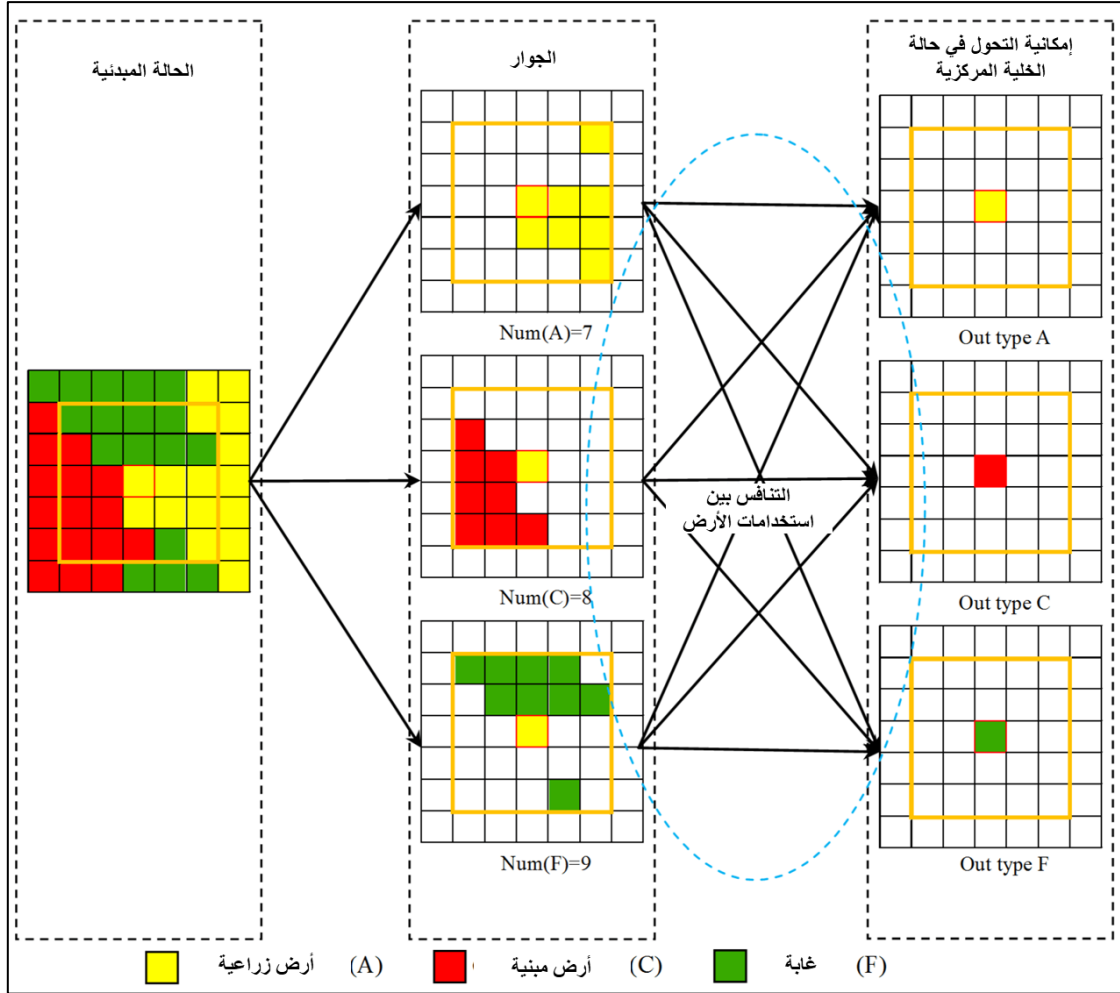 الحالة المبدئية
الجوار
إمكانية التحول في حالة
الخلية المركزية
Num(A)=7
Out type A
التنافس بين
استخدامات الأرض
Num(C)=8
Out type C
Num(F)=9
Out type F
أرض زراعية (A)
أرض مبنية (C)
غابة (F)